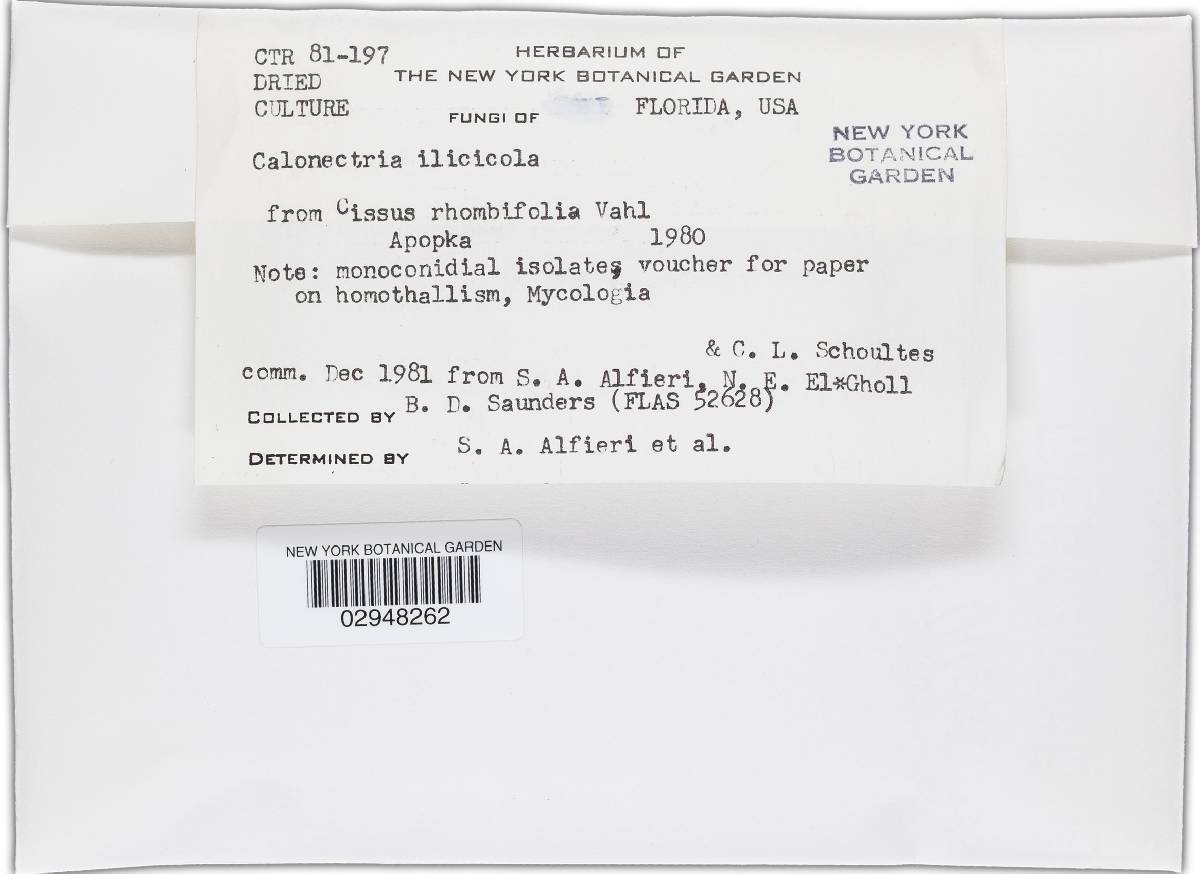 CTR 81-197
DRIED
CULTURE
HERBARIUM OF
THE NEW YORK BOTANICAL GARDEN
FUNGI OF FLORIDA, USA
NEW YORK
BOTANICAL
GARDEN
Calonectria ilicicola
from Cissus rhombifolia Vahl
Apopka 1980
Note: monoconidial isolate, voucher for paper
on homothallism, Mycologia
& C. L. Schoultes
comm. Dec 1981 from S. A. Alfieri, N. E. El*Gholl
COLLECTED BY B. D. Saunders (FLAS 52628)
DETERMINED BY S. A. Alfieri et al.
NEW YORK BOTANICAL GARDEN
02948262